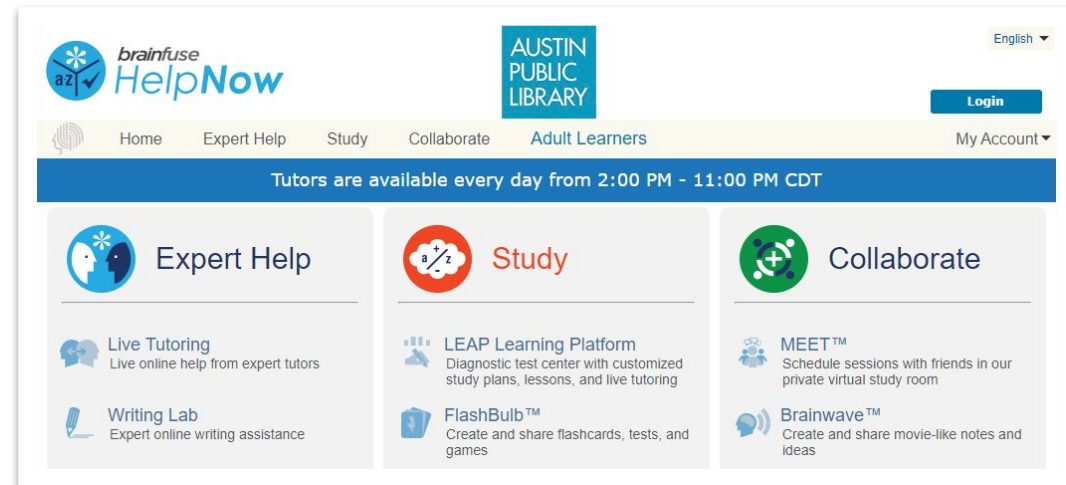 brainfuse
HelpNow
a-z
AUSTIN
PUBLIC
LIBRARY
English
Login
Home Expert Help Study Collaborate Adult Learners My Account
Tutors are available every day from 2:00 PM - 11:00 PM CDT
Expert Help
Live Tutoring
Live online help from expert tutors
Writing Lab
Expert online writing assistance
a + z -
Study
LEAP Learning Platform
Diagnostic test center with customized
study plans, lessons, and live tutoring
FlashBulb™
Create and share flashcards, tests, and
games
Collaborate
MEET™
Schedule sessions with friends in our
private virtual study room
Brainwave™
Create and share movie-like notes and
ideas